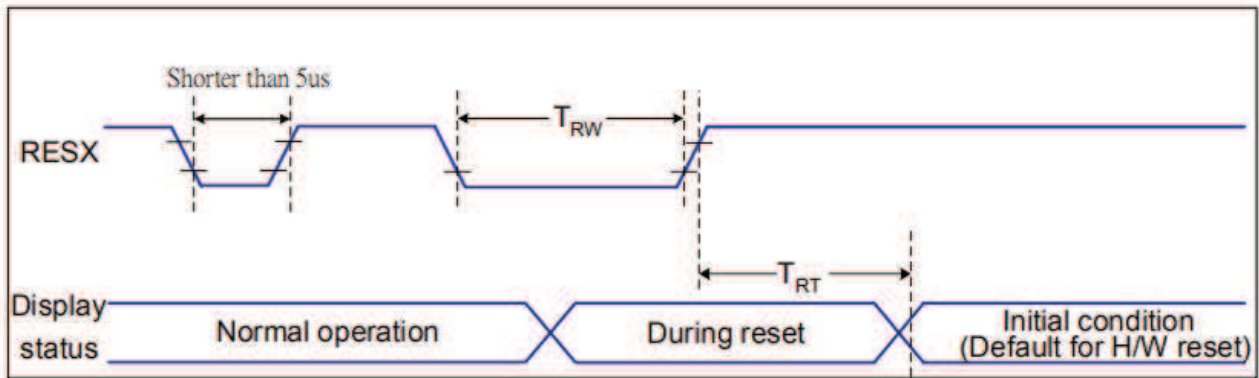 Shorter than 5us
RESX
TRW
TRT
Display
status
Normal operation
During reset
Initial condition
(Default for H/W reset)